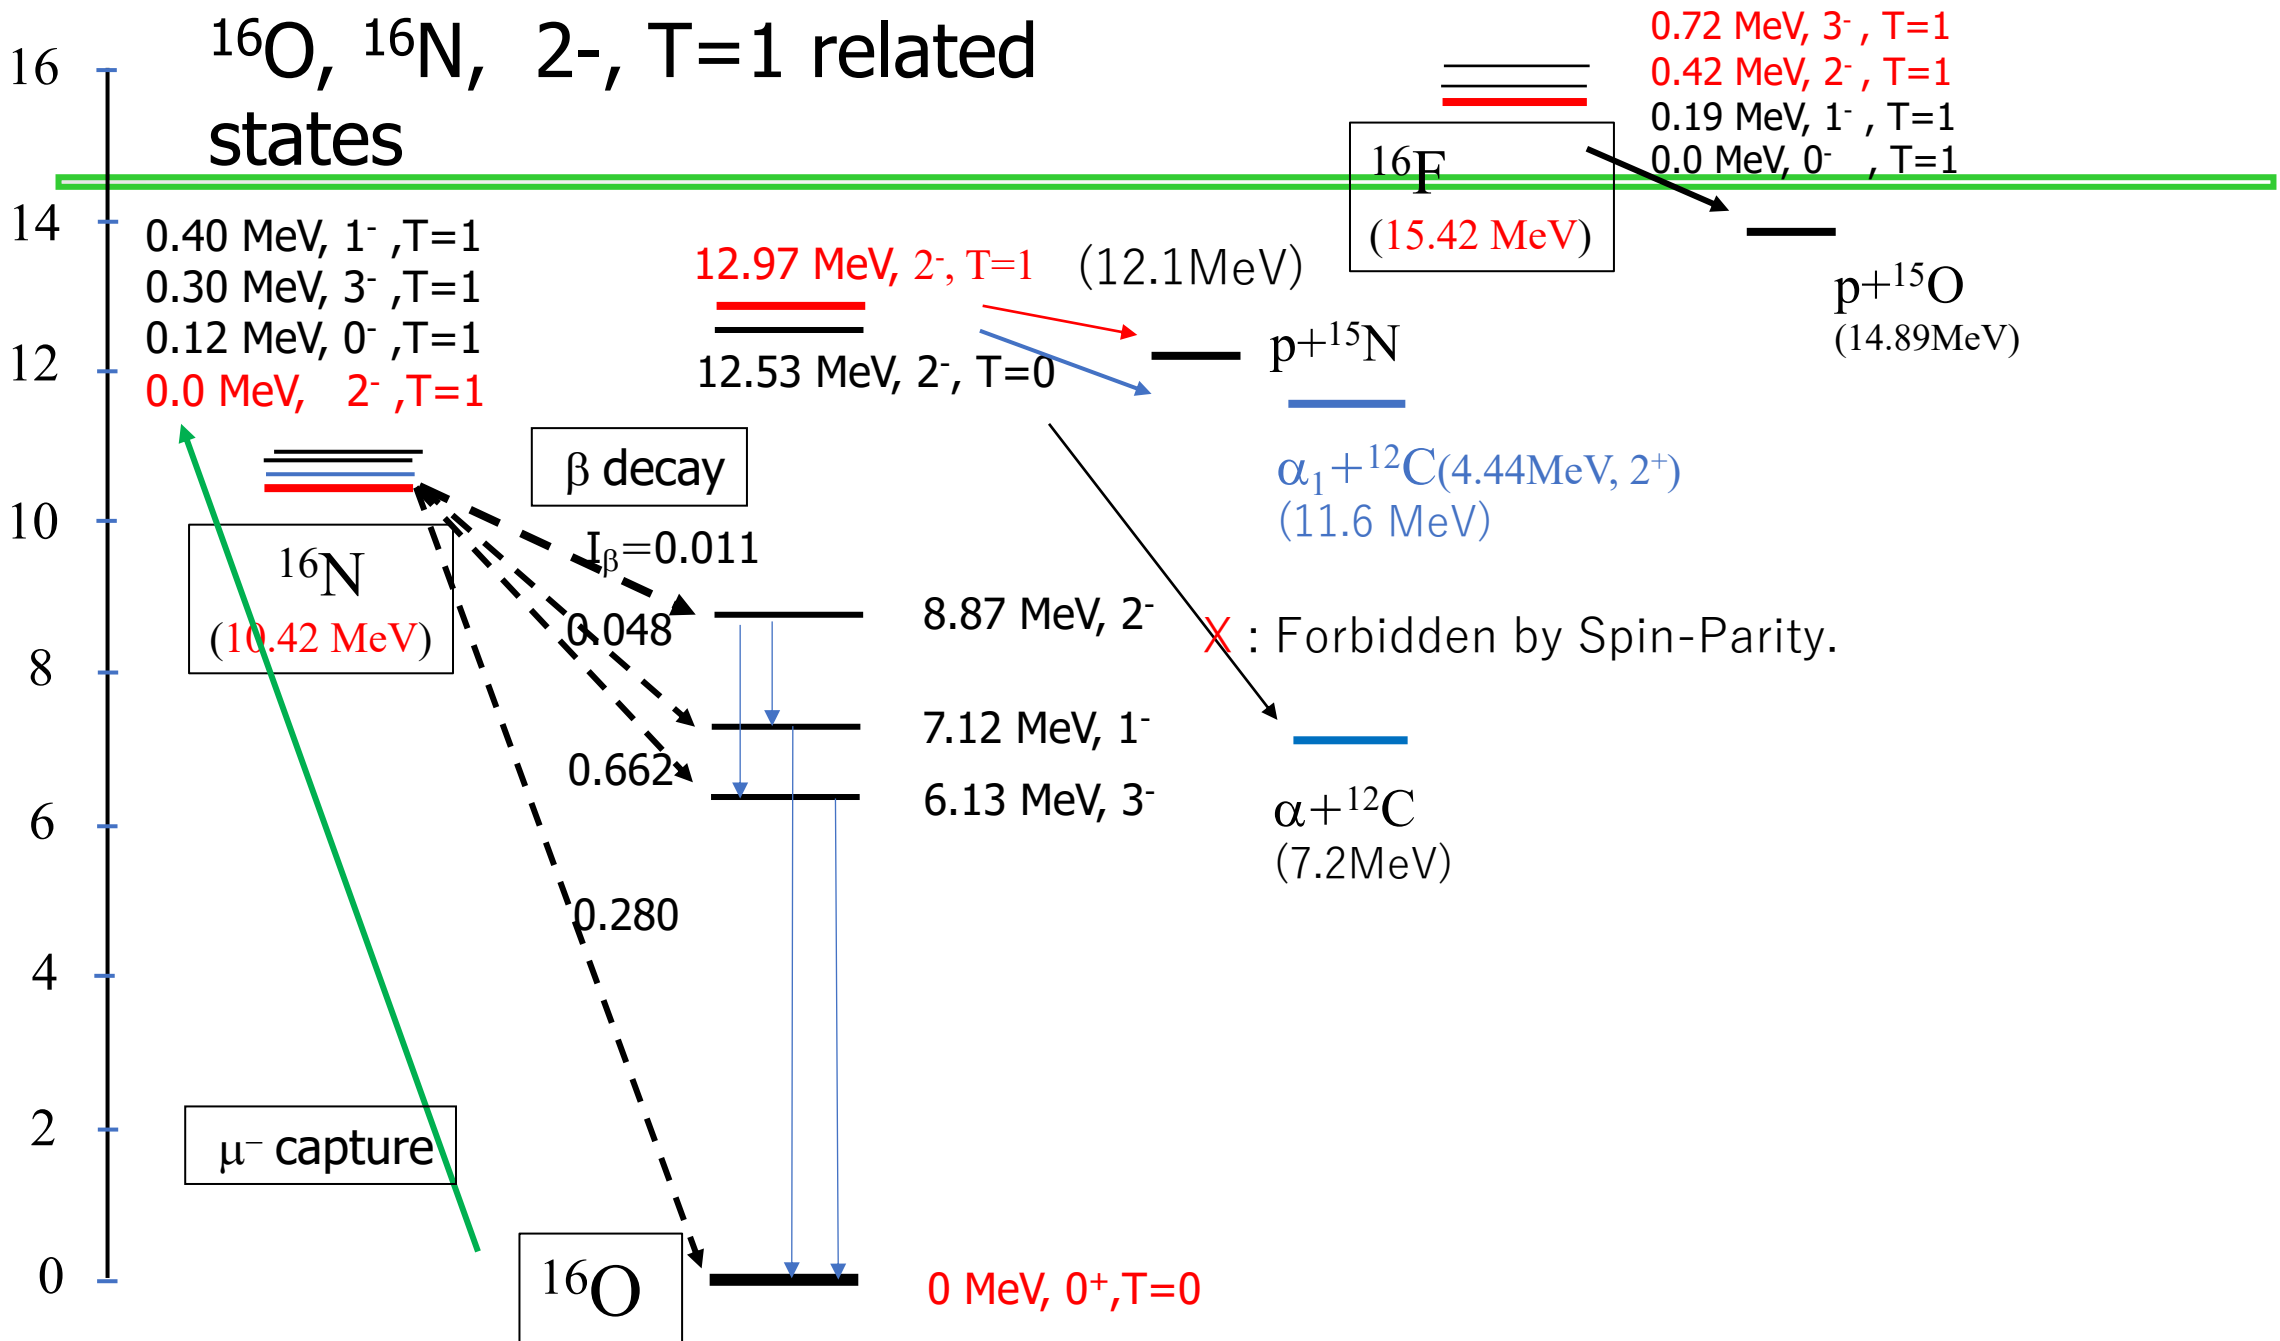 ¹⁶O, ¹⁶N, 2-, T=1 related
states
0.72 MeV, 3⁻ , T=1
0.42 MeV, 2⁻ , T=1
0.19 MeV, 1⁻ , T=1
0.0 MeV, 0⁻ , T=1
16
14
12
10
8
6
4
2
0
¹⁶F
(15.42 MeV)
p+¹⁵O
(14.89MeV)
0.40 MeV, 1⁻ ,T=1
0.30 MeV, 3⁻ ,T=1
0.12 MeV, 0⁻ ,T=1
0.0 MeV, 2⁻ ,T=1
12.97 MeV, 2⁻, T=1
(12.1MeV)
12.53 MeV, 2⁻, T=0
p+¹⁵N
α₁+¹²C(4.44MeV, 2⁺)
(11.6 MeV)
β decay
¹⁶N
(10.42 MeV)
Iᵦ=0.011
0.048
0.662
0.280
8.87 MeV, 2⁻
X : Forbidden by Spin-Parity.
7.12 MeV, 1⁻
6.13 MeV, 3⁻
α+¹²C
(7.2MeV)
μ⁻ capture
¹⁶O
0 MeV, 0⁺,T=0